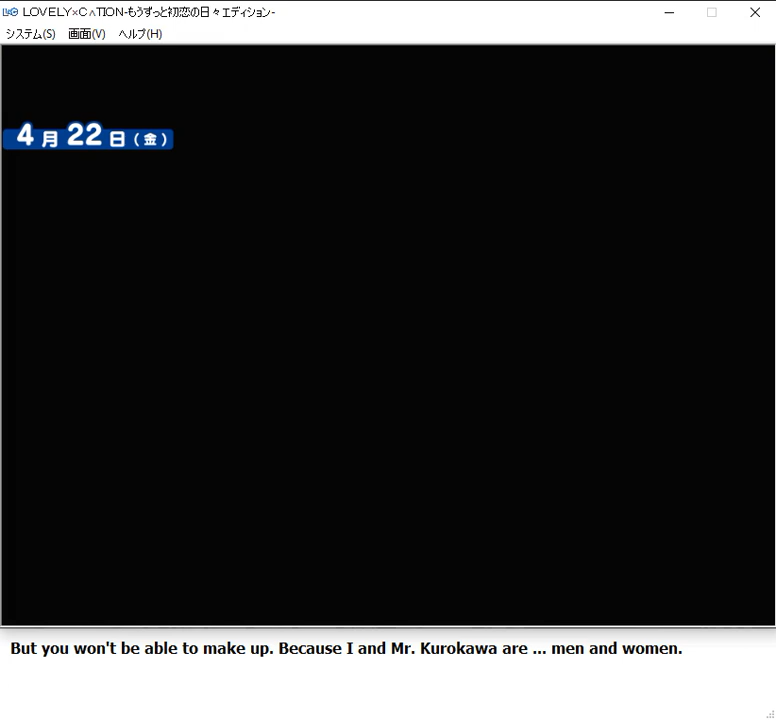 LOVELY×C∧TION-もうずっと初恋の日々エディション-
システム(S) 画面(V) ヘルプ(H)
4月22日(金)
But you won't be able to make up. Because I and Mr. Kurokawa are ... men and women.